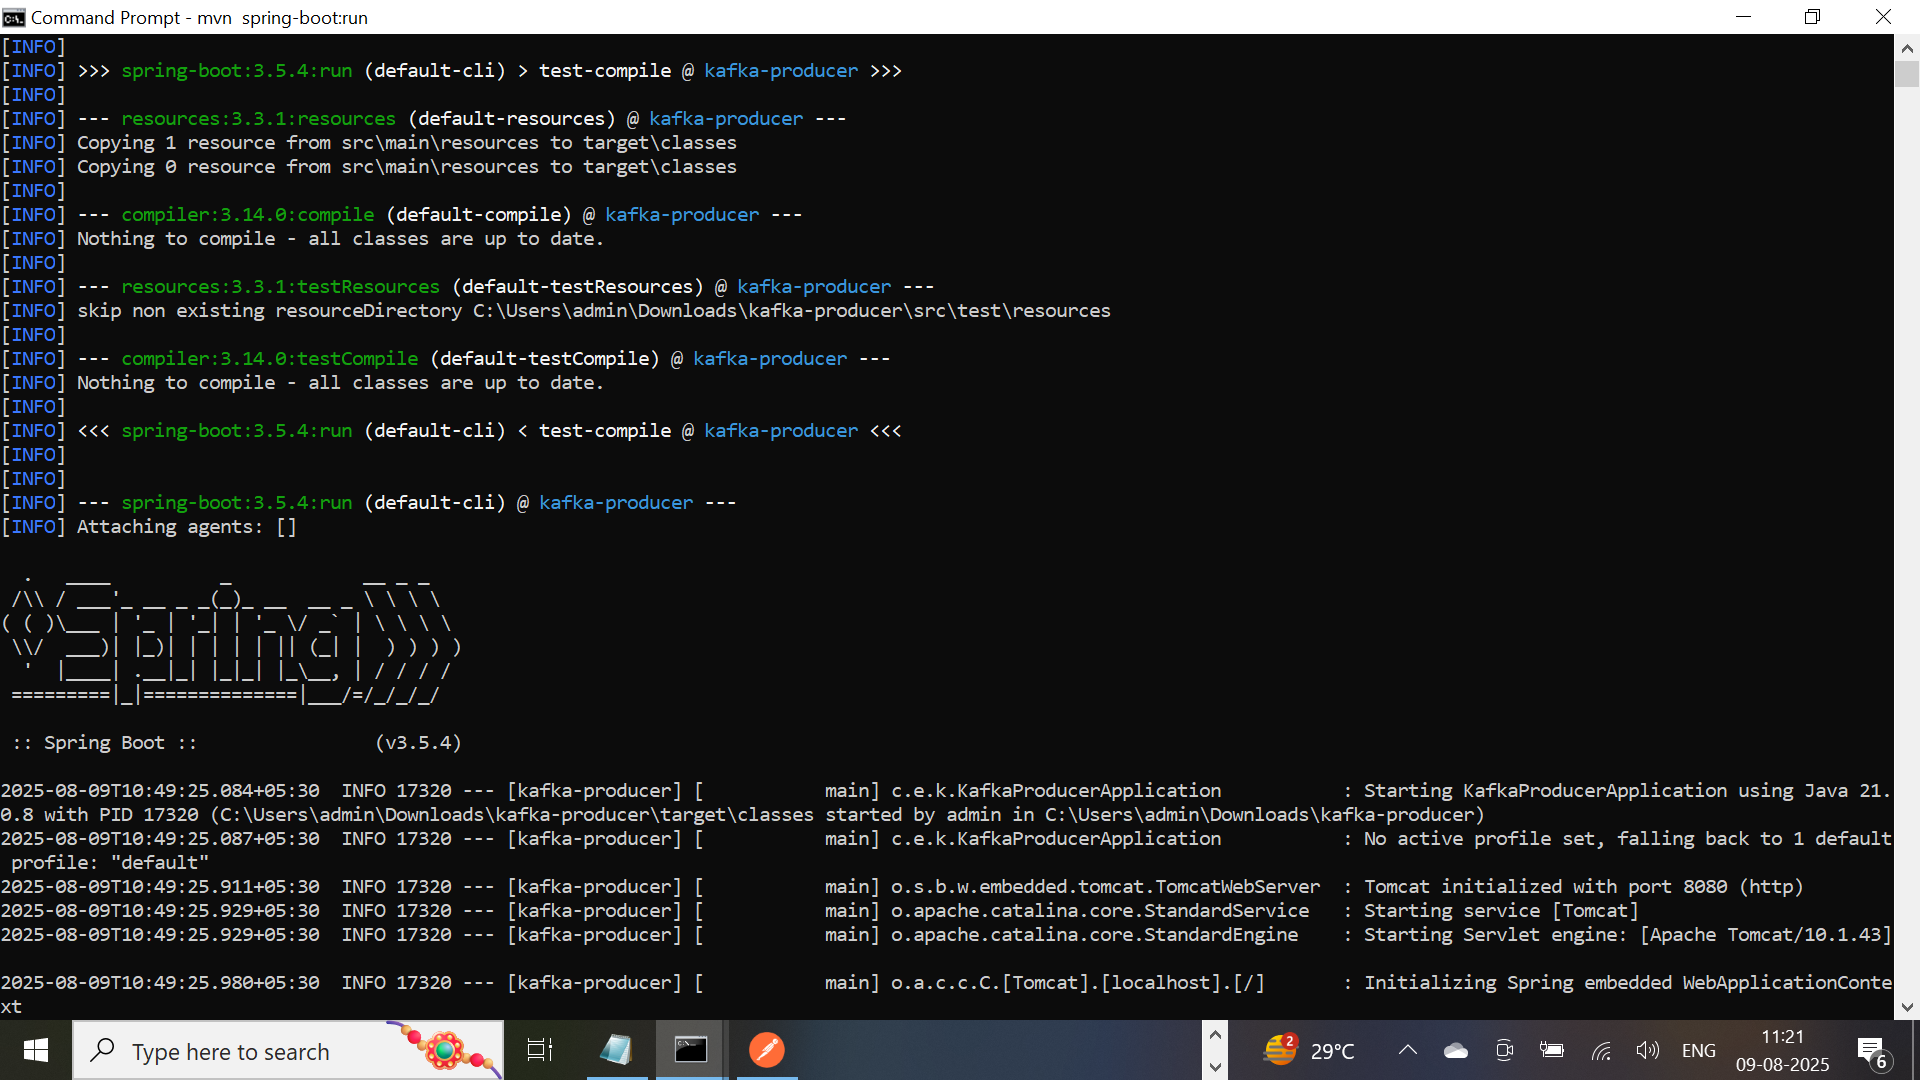 Command Prompt - mvn  spring-boot:run
[INFO]
[INFO] >>> spring-boot:3.5.4:run (default-cli) > test-compile @ kafka-producer >>>
[INFO]
[INFO] --- resources:3.3.1:resources (default-resources) @ kafka-producer ---
[INFO] Copying 1 resource from src\main\resources to target\classes
[INFO] Copying 0 resource from src\main\resources to target\classes
[INFO]
[INFO] --- compiler:3.14.0:compile (default-compile) @ kafka-producer ---
[INFO] Nothing to compile - all classes are up to date.
[INFO]
[INFO] --- resources:3.3.1:testResources (default-testResources) @ kafka-producer ---
[INFO] skip non existing resourceDirectory C:\Users\admin\Downloads\kafka-producer\src\test\resources
[INFO]
[INFO] --- compiler:3.14.0:testCompile (default-testCompile) @ kafka-producer ---
[INFO] Nothing to compile - all classes are up to date.
[INFO]
[INFO] <<< spring-boot:3.5.4:run (default-cli) < test-compile @ kafka-producer <<<
[INFO]
[INFO]
[INFO] --- spring-boot:3.5.4:run (default-cli) @ kafka-producer ---
[INFO] Attaching agents: []
Spring
:: Spring Boot ::                (v3.5.4)
2025-08-09T10:49:25.084+05:30  INFO 17320 --- [kafka-producer] [           main] c.e.k.KafkaProducerApplication           : Starting KafkaProducerApplication using Java 21.
0.8 with PID 17320 (C:\Users\admin\Downloads\kafka-producer\target\classes started by admin in C:\Users\admin\Downloads\kafka-producer)
2025-08-09T10:49:25.087+05:30  INFO 17320 --- [kafka-producer] [           main] c.e.k.KafkaProducerApplication           : No active profile set, falling back to 1 default
profile: "default"
2025-08-09T10:49:25.911+05:30  INFO 17320 --- [kafka-producer] [           main] o.s.b.w.embedded.tomcat.TomcatWebServer  : Tomcat initialized with port 8080 (http)
2025-08-09T10:49:25.929+05:30  INFO 17320 --- [kafka-producer] [           main] o.apache.catalina.core.StandardService   : Starting service [Tomcat]
2025-08-09T10:49:25.929+05:30  INFO 17320 --- [kafka-producer] [           main] o.apache.catalina.core.StandardEngine    : Starting Servlet engine: [Apache Tomcat/10.1.43]
2025-08-09T10:49:25.980+05:30  INFO 17320 --- [kafka-producer] [           main] o.a.c.c.C.[Tomcat].[localhost].[/]       : Initializing Spring embedded WebApplicationConte
xt
Type here to search
2
29°C
ENG
11:21
09-08-2025
6